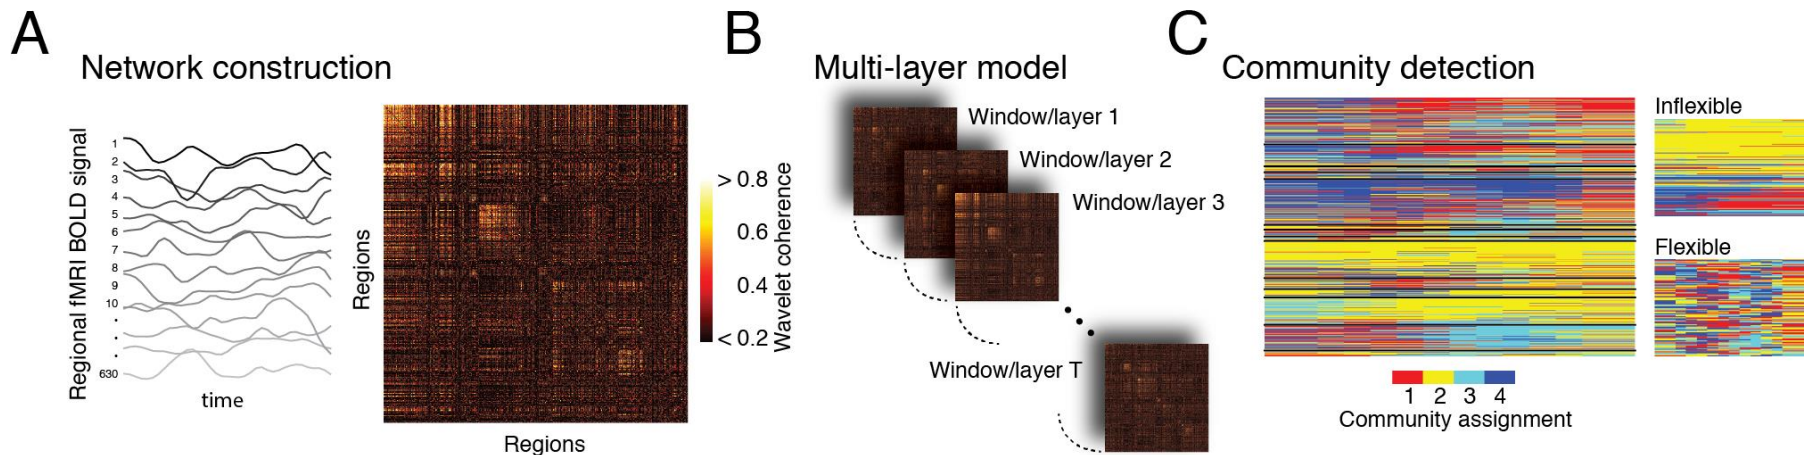 A
Network construction
Regional fMRI BOLD signal
1
2
3
4
5
6
7
8
9
10
630
time
Regions
Regions
> 0.8
0.6
0.4
< 0.2
Wavelet coherence
B
Multi-layer model
Window/layer 1
Window/layer 2
Window/layer 3
Window/layer T
C
Community detection
Inflexible
Flexible
1 2 3 4
Community assignment